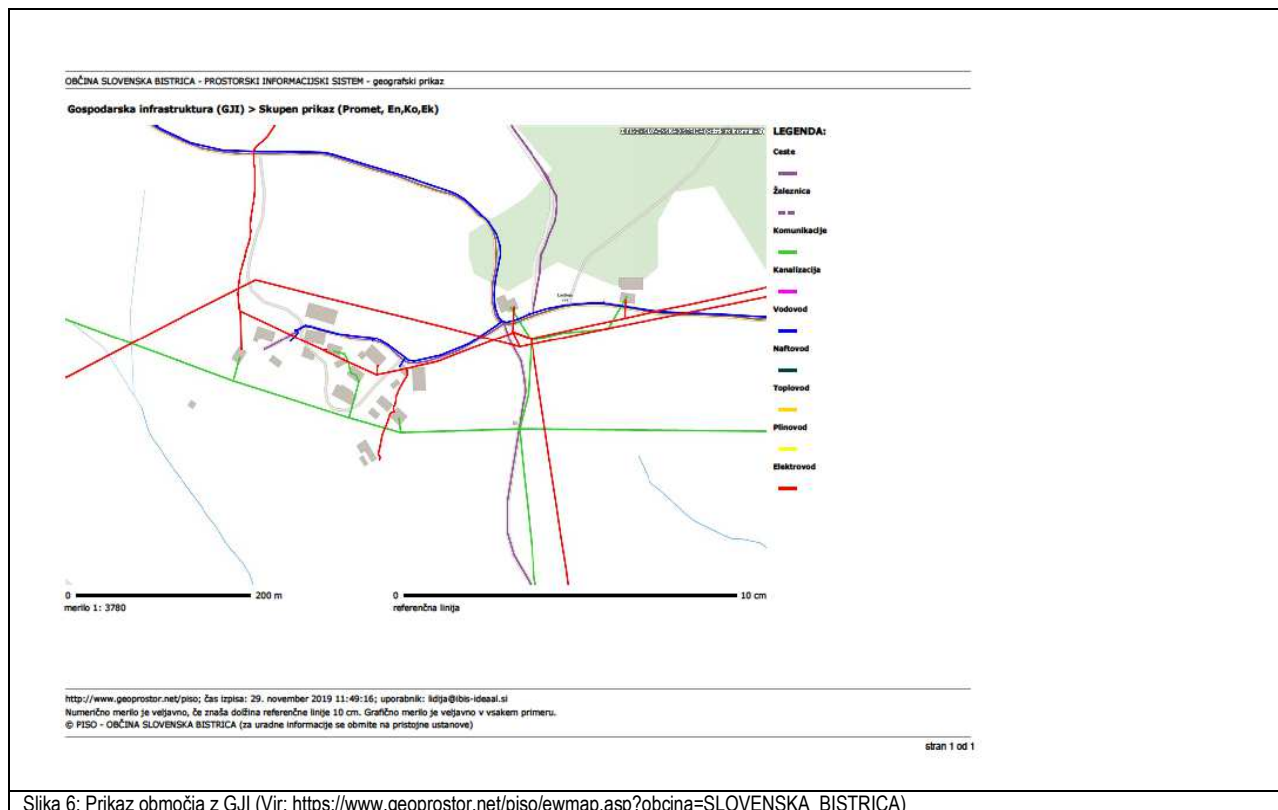 OBČINA SLOVENSKA BISTRICA - PROSTORSKI INFORMACIJSKI SISTEM - geografski prikaz
Gospodarska infrastruktura (GJI) > Skupen prikaz (Promet, En,Ko,Ek)
LEGENDA:
Ceste
Železnica
Komunikacije
Kanalizacija
Vodovod
Naftovod
Toplovod
Plinovod
Elektrovod
0 200 m
merilo 1: 3780
0 10 cm
referenčna linija
http://www.geoprostor.net/piso; čas izpisa: 29. november 2019 11:49:16; uporabnik: lidija@ibis-ideaal.si
Numerično merilo je veljavno, če znaša dolžina referenčne linije 10 cm. Grafično merilo je veljavno v vsakem primeru.
© PISO - OBČINA SLOVENSKA BISTRICA (za uradne informacije se obrnite na pristojne ustanove)
stran 1 od 1
Slika 6: Prikaz območja z GJI (Vir: https://www.geoprostor.net/piso/ewmap.asp?obcina=SLOVENSKA_BISTRICA)